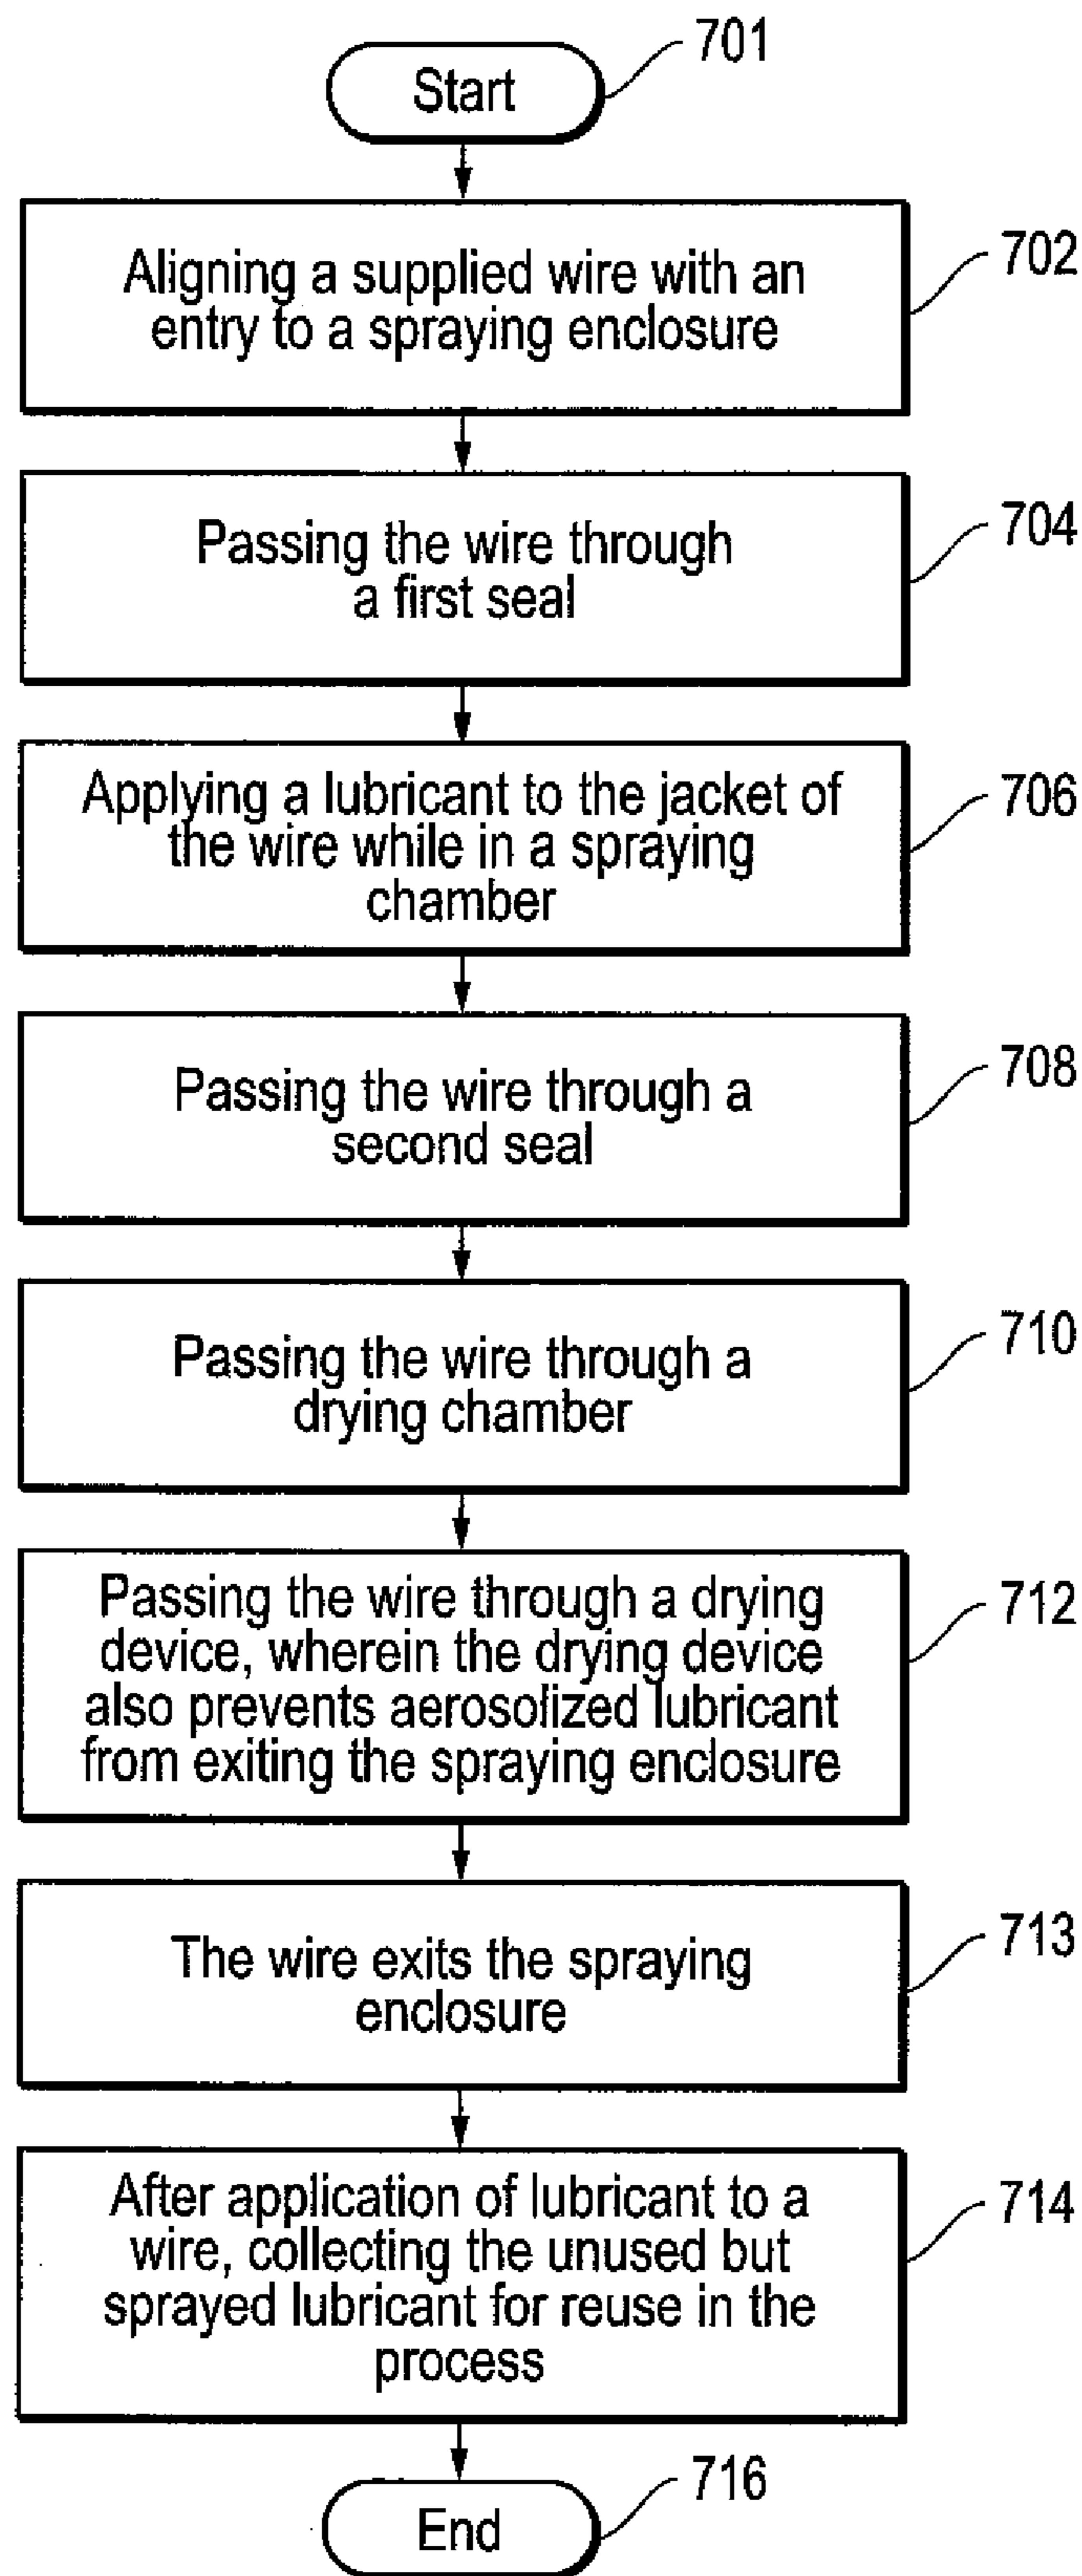 701
Start
702
Aligning a supplied wire with an
entry to a spraying enclosure
704
Passing the wire through
a first seal
706
Applying a lubricant to the jacket of
the wire while in a spraying
chamber
708
Passing the wire through a
second seal
710
Passing the wire through a
drying chamber
712
Passing the wire through a drying
device, wherein the drying device
also prevents aerosolized lubricant
from exiting the spraying enclosure
713
The wire exits the spraying
enclosure
714
After application of lubricant to a
wire, collecting the unused but
sprayed lubricant for reuse in the
process
716
End